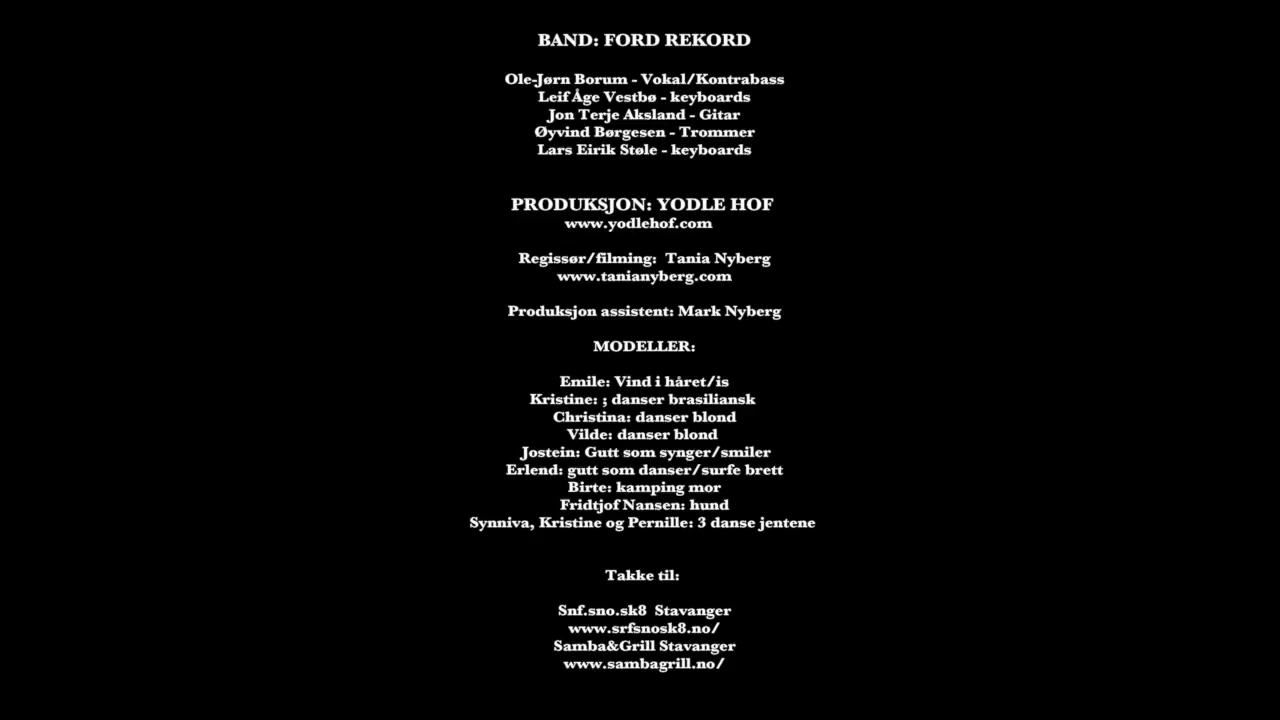 BAND: FORD REKORD
Ole-Jørn Borum - Vokal/Kontrabass
Leif Åge Vestbø - keyboards
Jon Terje Aksland - Gitar
Øyvind Børgesen - Trommer
Lars Eirik Støle - keyboards
PRODUKSJON: YODLE HOF
www.yodlehof.com
Regissør/filming:  Tania Nyberg
www.tanianyberg.com
Produksjon assistent: Mark Nyberg
MODELLER:
Emile: Vind i håret/is
Kristine: ; danser brasiliansk
Christina: danser blond
Vilde: danser blond
Jostein: Gutt som synger/smiler
Erlend: gutt som danser/surfe brett
Birte: kamping mor
Fridtjof Nansen: hund
Synniva, Kristine og Pernille: 3 danse jentene
Takke til:
Snf.sno.sk8  Stavanger
www.srfsnosk8.no/
Samba&Grill Stavanger
www.sambagrill.no/